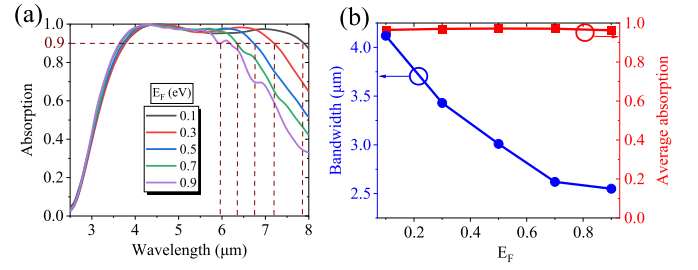 (a)
Absorption
1.0
0.9
0.8
0.6
0.4
0.2
0.0
E_F (eV)
0.1
0.3
0.5
0.7
0.9
3 4 5 6 7 8
Wavelength (μm)
(b)
Bandwidth (μm)
4.0
3.5
3.0
2.5
0.2 0.4 0.6 0.8
E_F
1.0
0.8
0.6
0.4
0.2
0.0
Average absorption